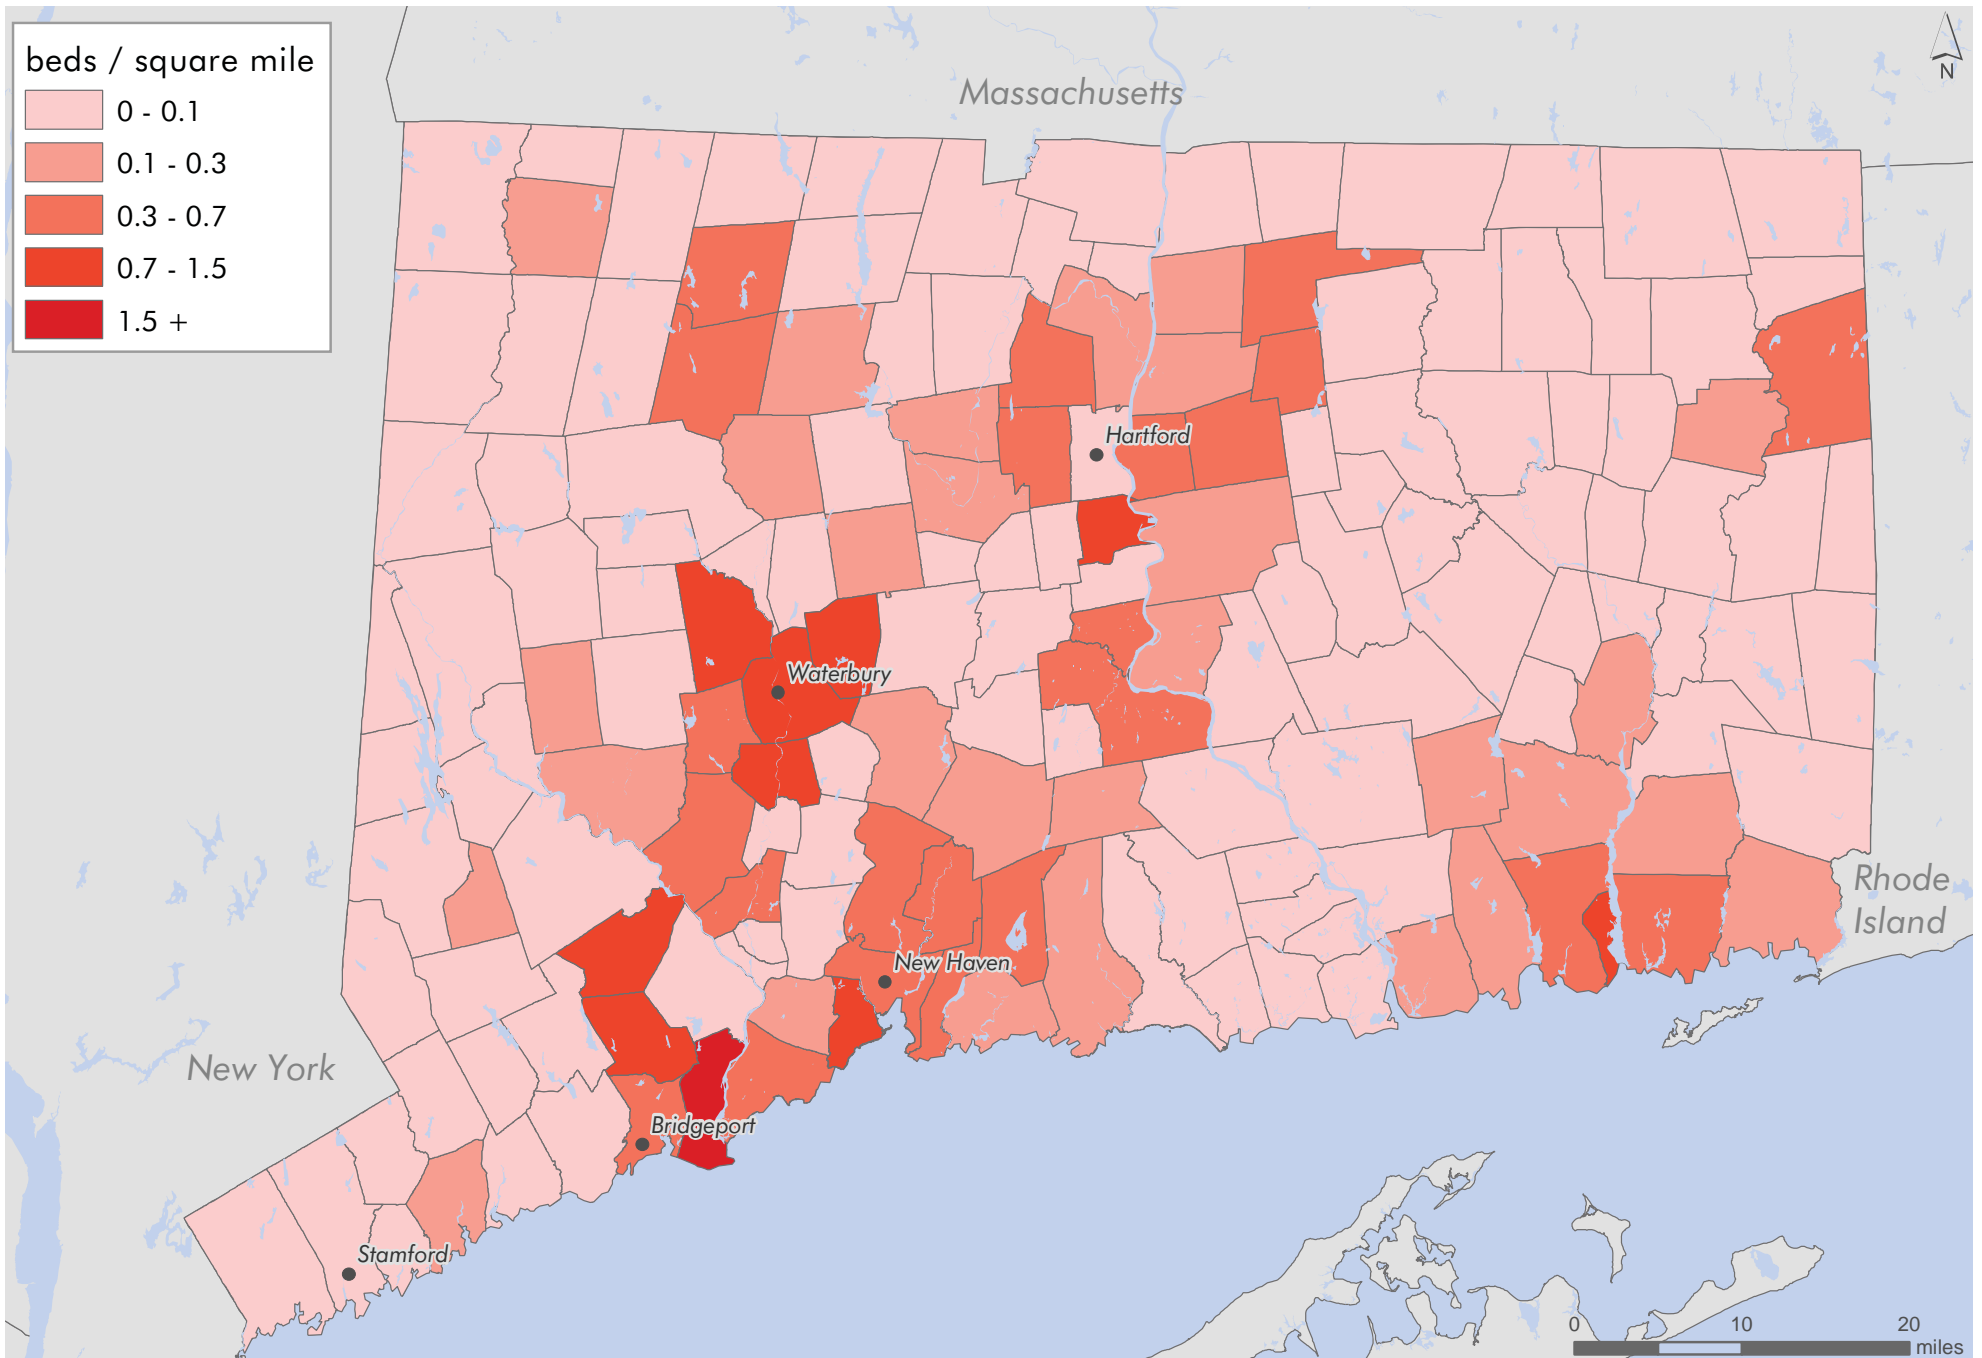 beds / square mile
0 - 0.1
0.1 - 0.3
0.3 - 0.7
0.7 - 1.5
1.5 +
N
Massachusetts
Hartford
Waterbury
Rhode
Island
New Haven
New York
Bridgeport
Stamford
0 10 20
miles